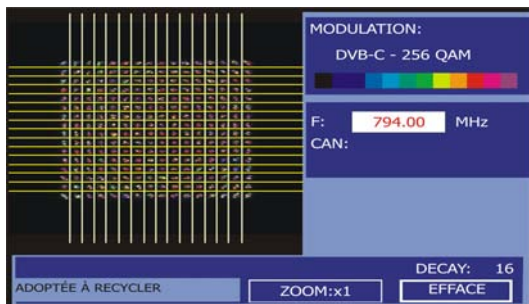 MODULATION:
DVB-C - 256 QAM
F: 794.00 MHz
CAN:
DECAY: 16
ADOPTÉE À RECYCLER
ZOOM:x1
EFFACE